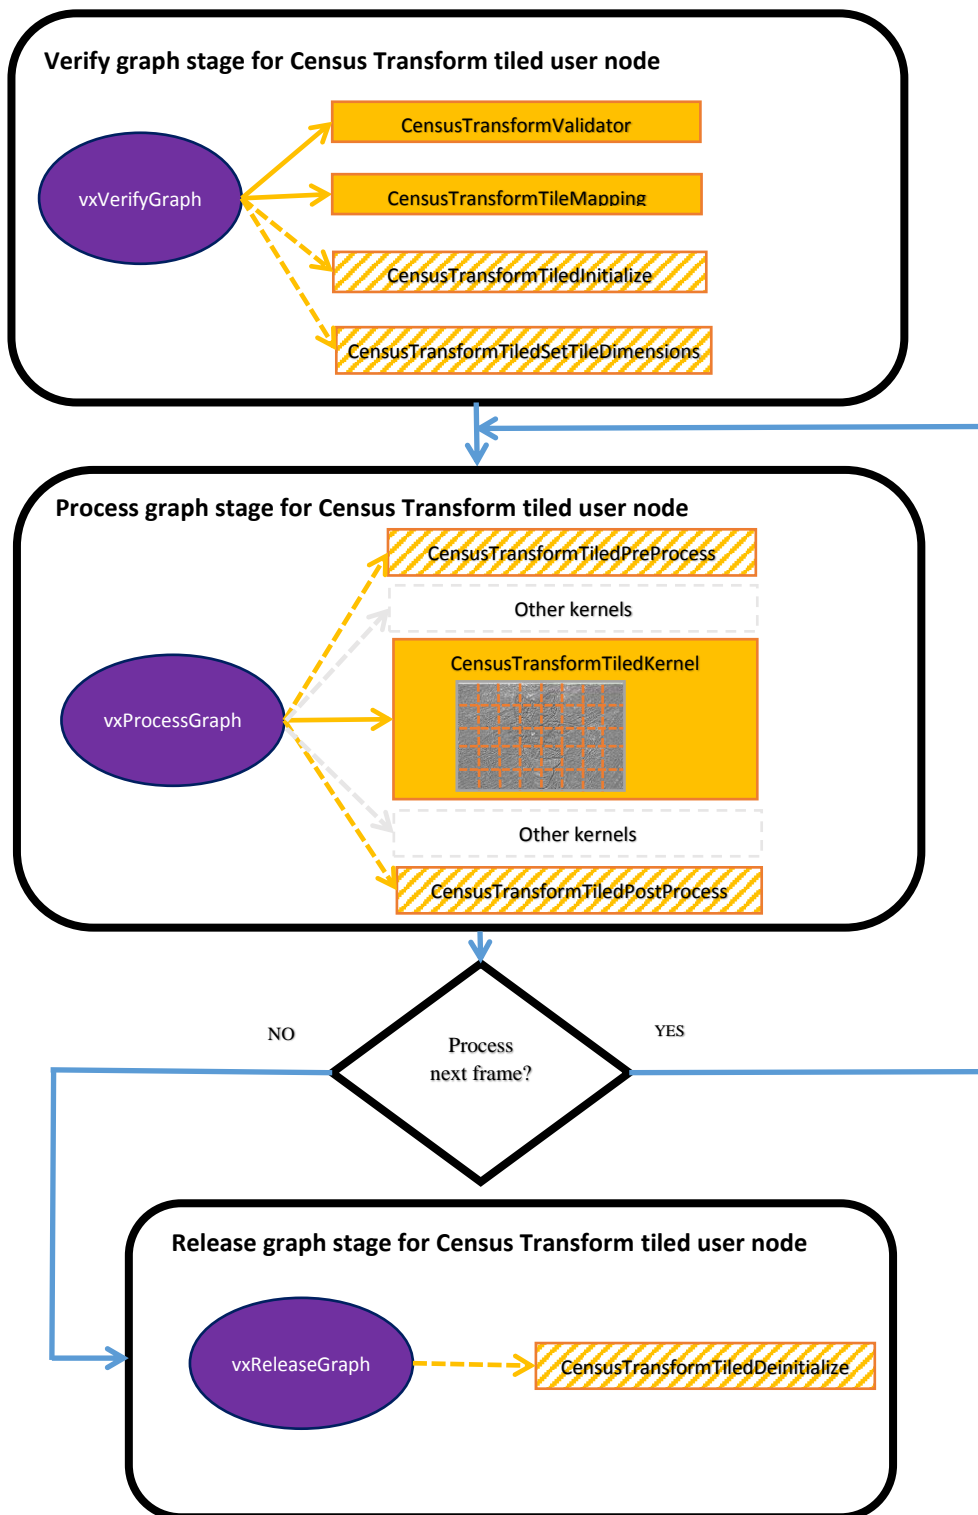 Verify graph stage for Census Transform tiled user node
CensusTransformValidator
vxVerifyGraph
CensusTransformTileMapping
CensusTransformTiledInitialize
CensusTransformTiledSetTileDimensions
Process graph stage for Census Transform tiled user node
CensusTransformTiledPreProcess
Other kernels
CensusTransformTiledKernel
vxProcessGraph
Other kernels
CensusTransformTiledPostProcess
NO
YES
Process
next frame?
Release graph stage for Census Transform tiled user node
vxReleaseGraph
CensusTransformTiledDeinitialize